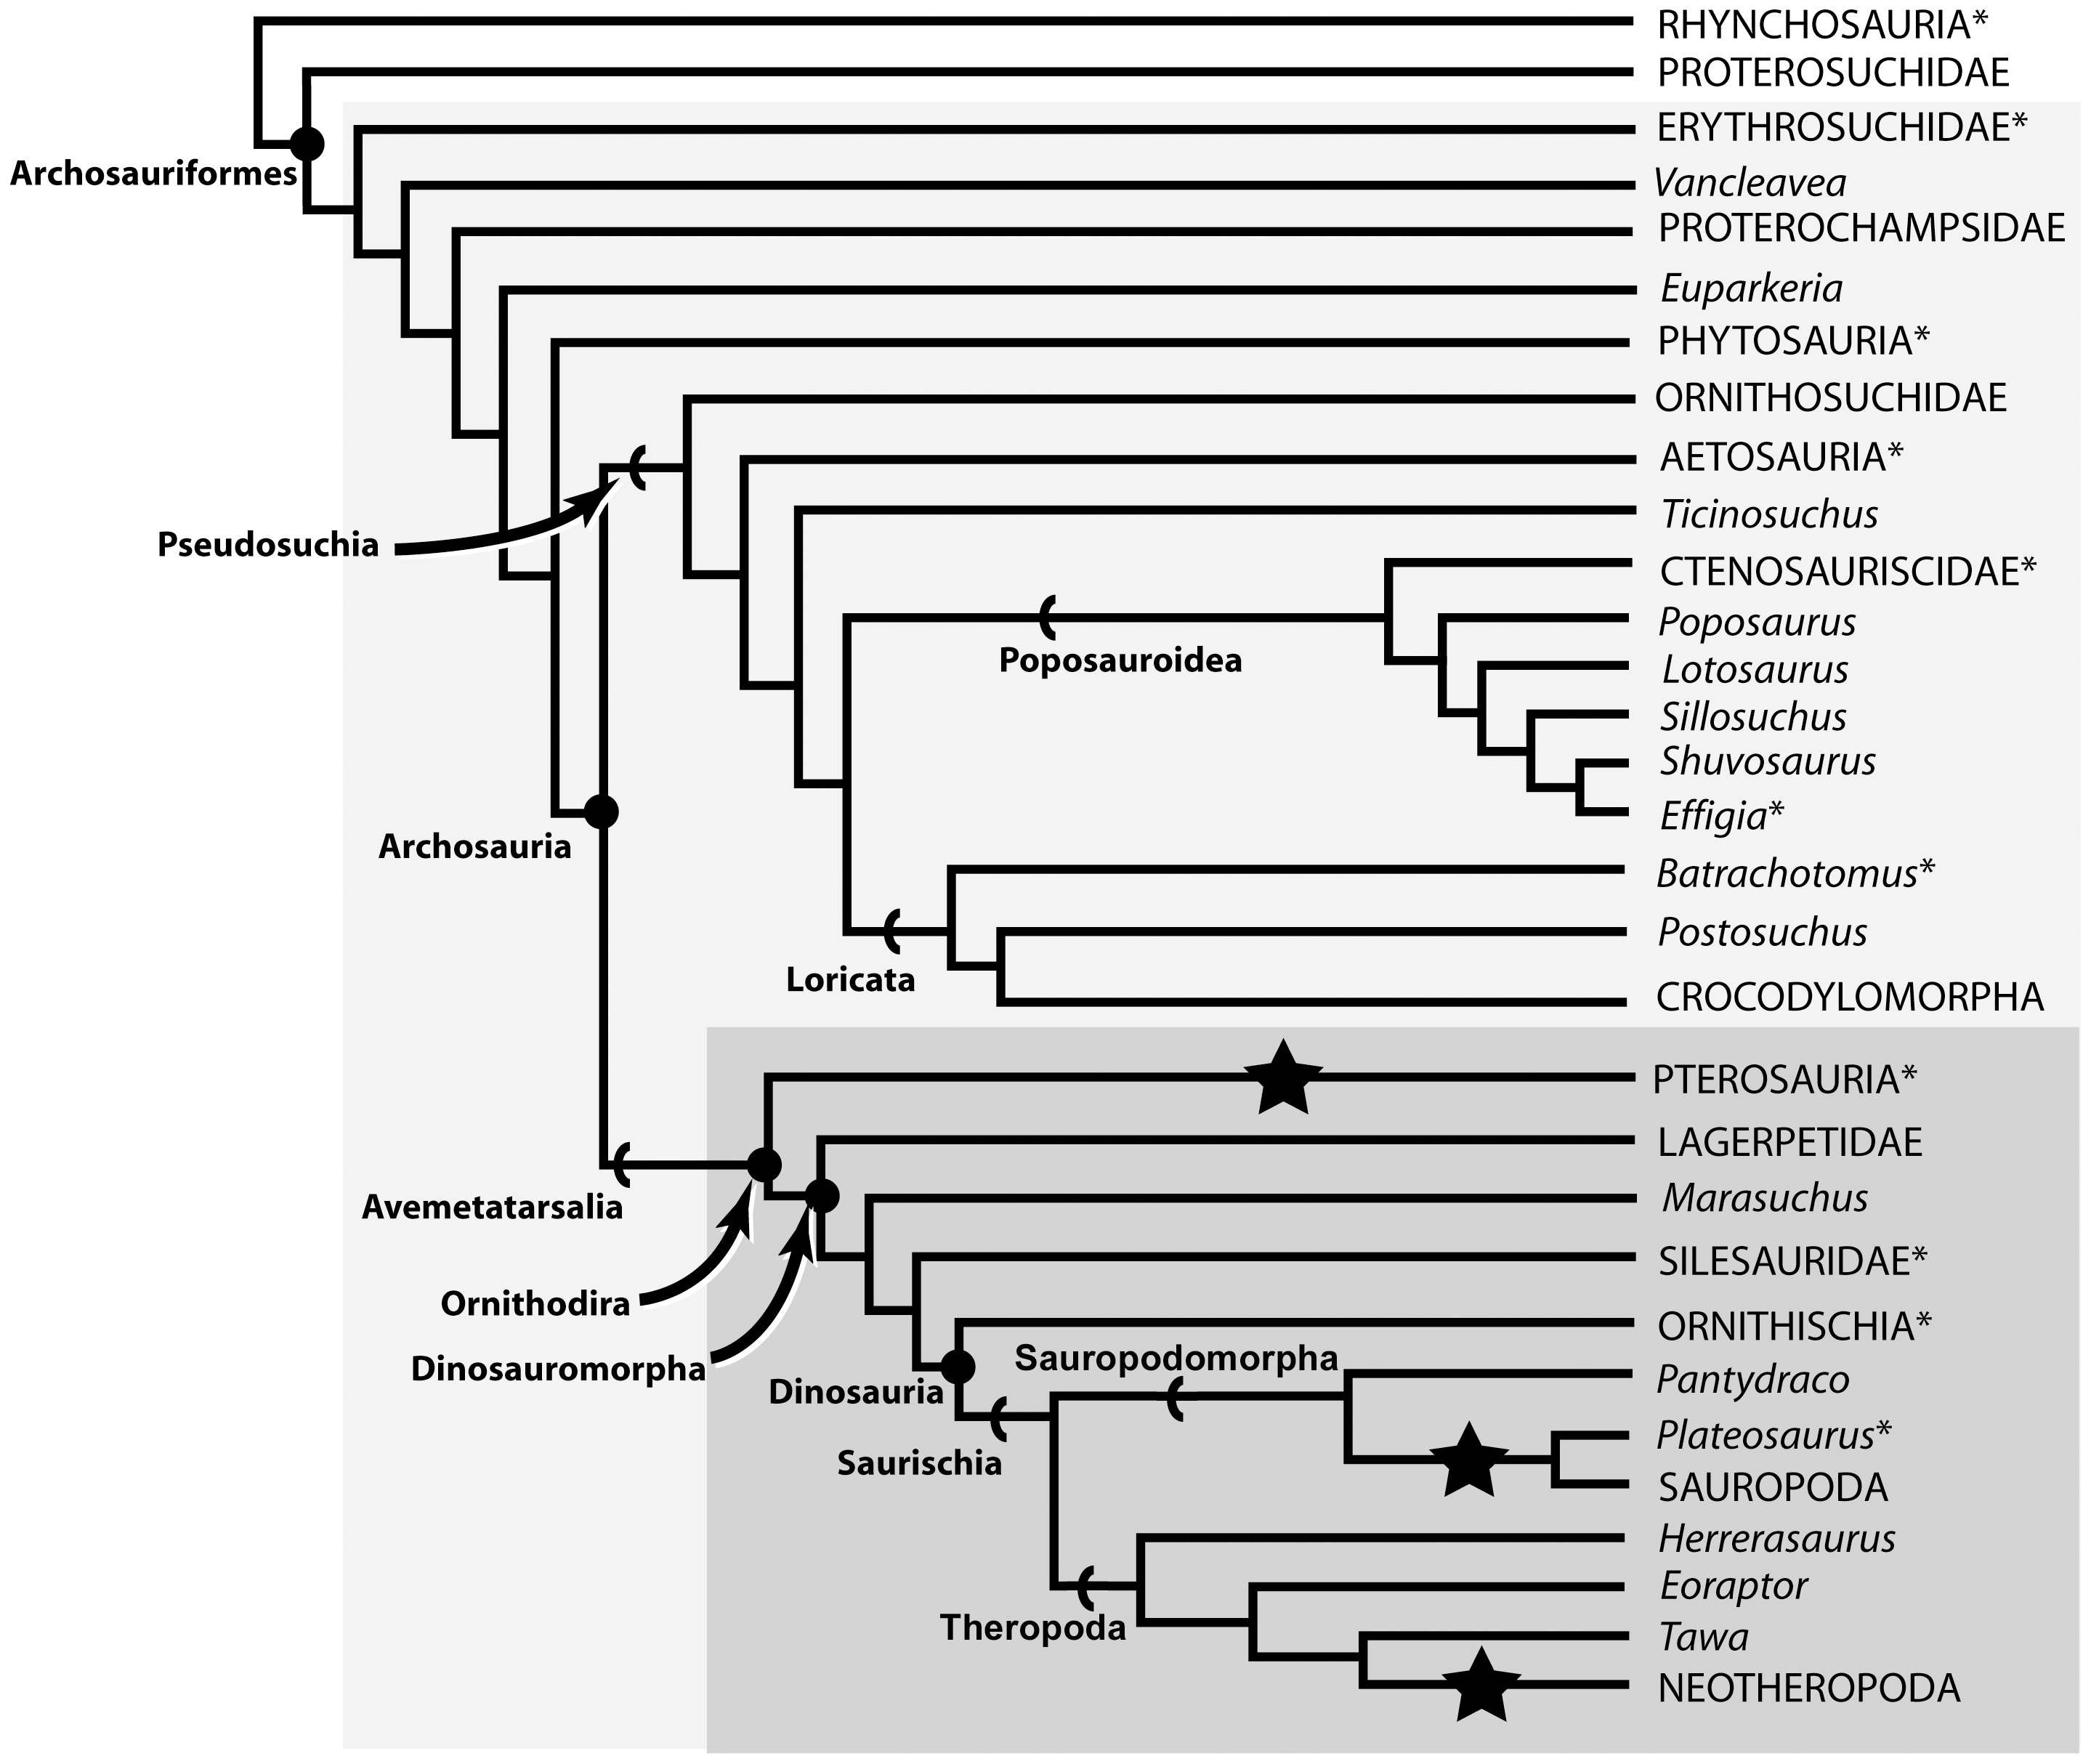 RHYNCHOSAURIA*
PROTEROSUCHIDAE
ERYTHROSUCHIDAE*
Archosauriformes
Vancleavea
PROTEROCHAMPSIDAE
Euparkeria
PHYTOSAURIA*
ORNITHOSUCHIDAE
AETOSAURIA*
Ticinosuchus
Pseudosuchia
CTENOSAURISCIDAE*
Poposaurus
Poposauroidea
Lotosaurus
Sillosuchus
Shuvosaurus
Effigia*
Archosauria
Batrachotomus*
Postosuchus
Loricata
CROCODYLOMORPHA
PTEROSAURIA*
LAGERPETIDAE
Marasuchus
Avemetatarsalia
SILESAURIDAE*
Ornithodira
ORNITHISCHIA*
Sauropodomorpha
Dinosauromorpha
Pantydraco
Dinosauria
Plateosaurus*
Saurischia
SAUROPODA
Herrerasaurus
Eoraptor
Theropoda
Tawa
NEOTHEROPODA